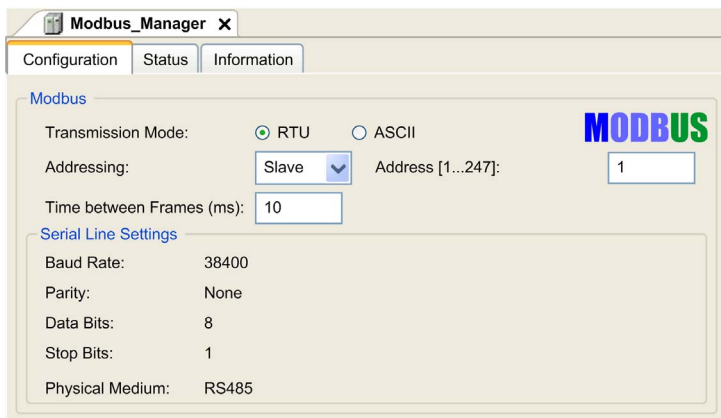 Modbus_Manager X
Configuration Status Information
Modbus
Transmission Mode: RTU ASCII
MODBUS
Addressing: Slave Address [1...247]: 1
Time between Frames (ms): 10
Serial Line Settings
Baud Rate: 38400
Parity: None
Data Bits: 8
Stop Bits: 1
Physical Medium: RS485